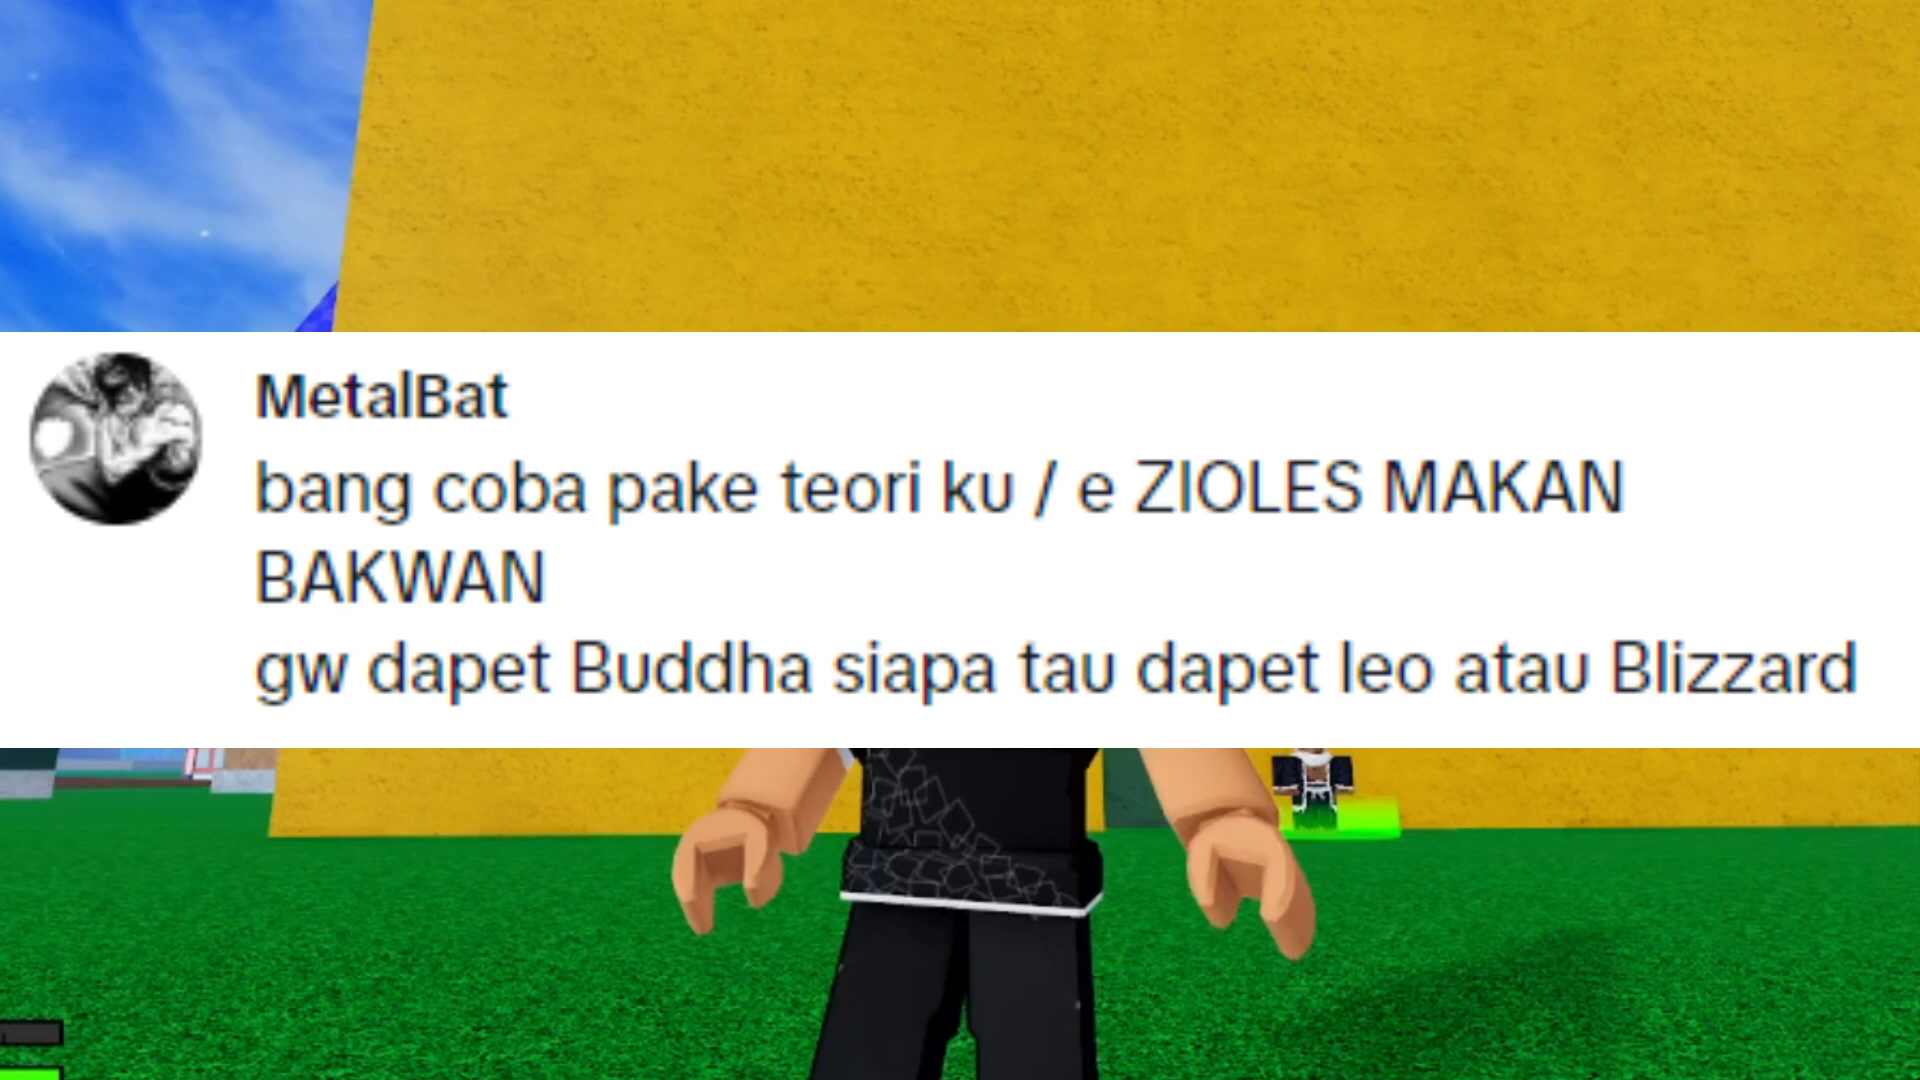 MetalBat
bang coba pake teori ku / e ZIOLES MAKAN
BAKWAN
gw dapet Buddha siapa tau dapet leo atau Blizzard